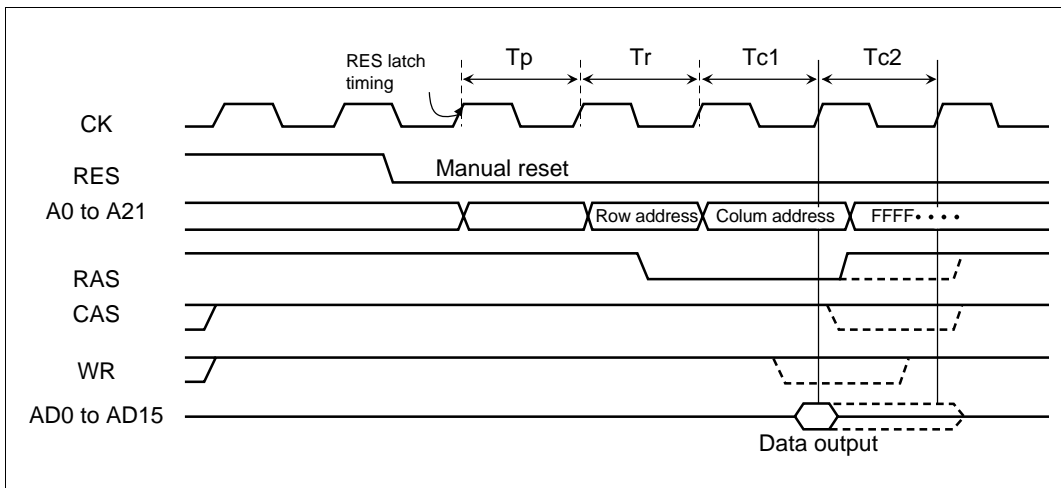 RES latch
timing
Tp
Tr
Tc1
Tc2
CK
RES
Manual reset
A0 to A21
Row address
Colum address
FFFF····
RAS
CAS
WR
AD0 to AD15
Data output